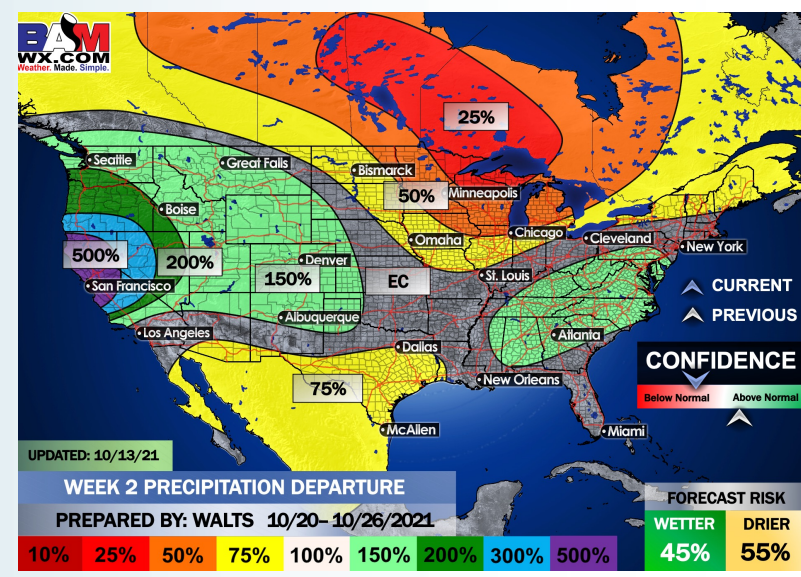 BAM
WX.COM
Weather. Made. Simple.
25%
Seattle
Great Falls
Bismarck
50%
Minneapolis
Boise
Omaha
Chicago
Cleveland
New York
500%
200%
Denver
150%
EC
St. Louis
San Francisco
CURRENT
PREVIOUS
Albuquerque
Los Angeles
Atlanta
Dallas
CONFIDENCE
75%
New Orleans
Below Normal Above Normal
McAllen
Miami
UPDATED: 10/13/21
WEEK 2 PRECIPITATION DEPARTURE
PREPARED BY: WALTS 10/20– 10/26/2021
FORECAST RISK
WETTER DRIER
45% 55%
10% 25% 50% 75% 100% 150% 200% 300% 500%